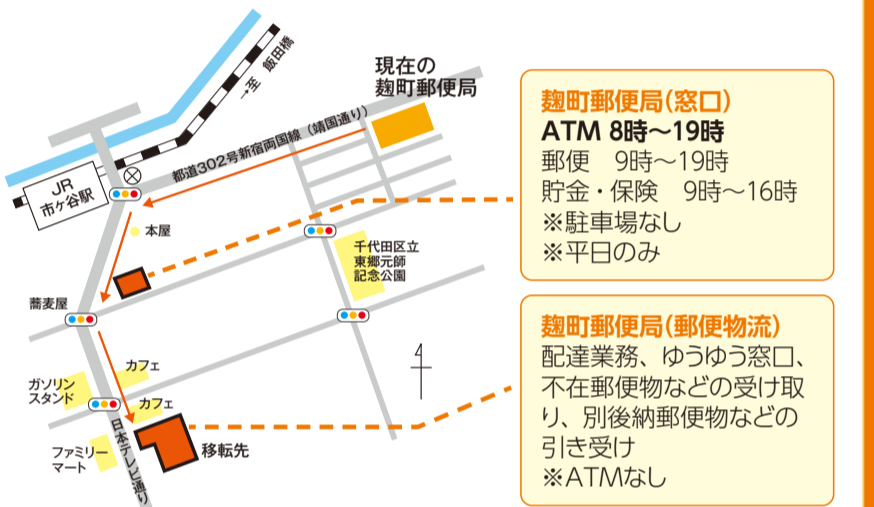 →至 飯田橋
現在の
麴町郵便局
都道302号新宿両国線（靖国通り）
JR
市ヶ谷駅
本屋
千代田区立
東郷元師
記念公園
蕎麦屋
カフェ
ガソリン
スタンド
カフェ
ファミリー
マート
日本テレビ通り
移転先
4
麴町郵便局(窓口)
ATM 8時～19時
郵便　9時～19時
貯金・保険　9時～16時
※駐車場なし
※平日のみ
麴町郵便局(郵便物流)
配達業務、ゆうゆう窓口、
不在郵便物などの受け取
り、別後納郵便物などの
引き受け
※ATMなし